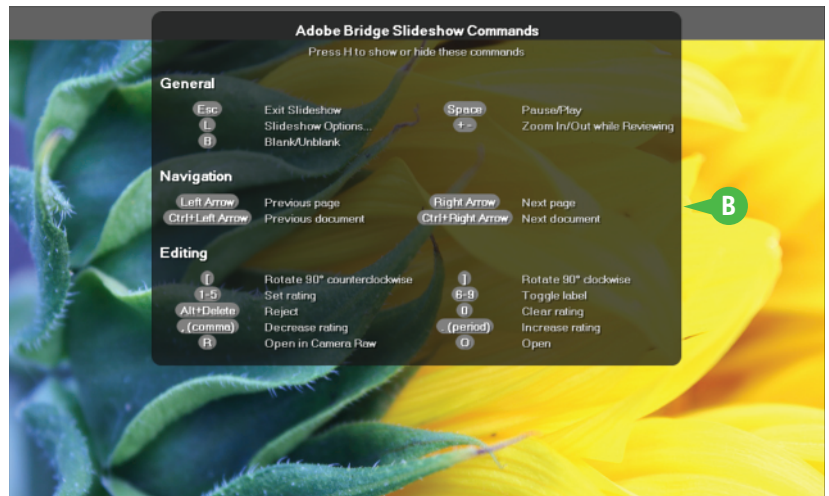 Adobe Bridge Slideshow Commands
Press H to show or hide these commands
General
Esc Exit Slideshow Space Pause/Play
L Slideshow Options... + - Zoom In/Out while Reviewing
B Blank/Unblank
Navigation
Left Arrow Previous page Right Arrow Next page
Ctrl+Left Arrow Previous document Ctrl+Right Arrow Next document
B
Editing
[ Rotate 90° counterclockwise ] Rotate 90° clockwise
1-5 Set rating 6-9 Toggle label
Alt+Delete Reject 0 Clear rating
, (comma) Decrease rating . (period) Increase rating
R Open in Camera Raw O Open